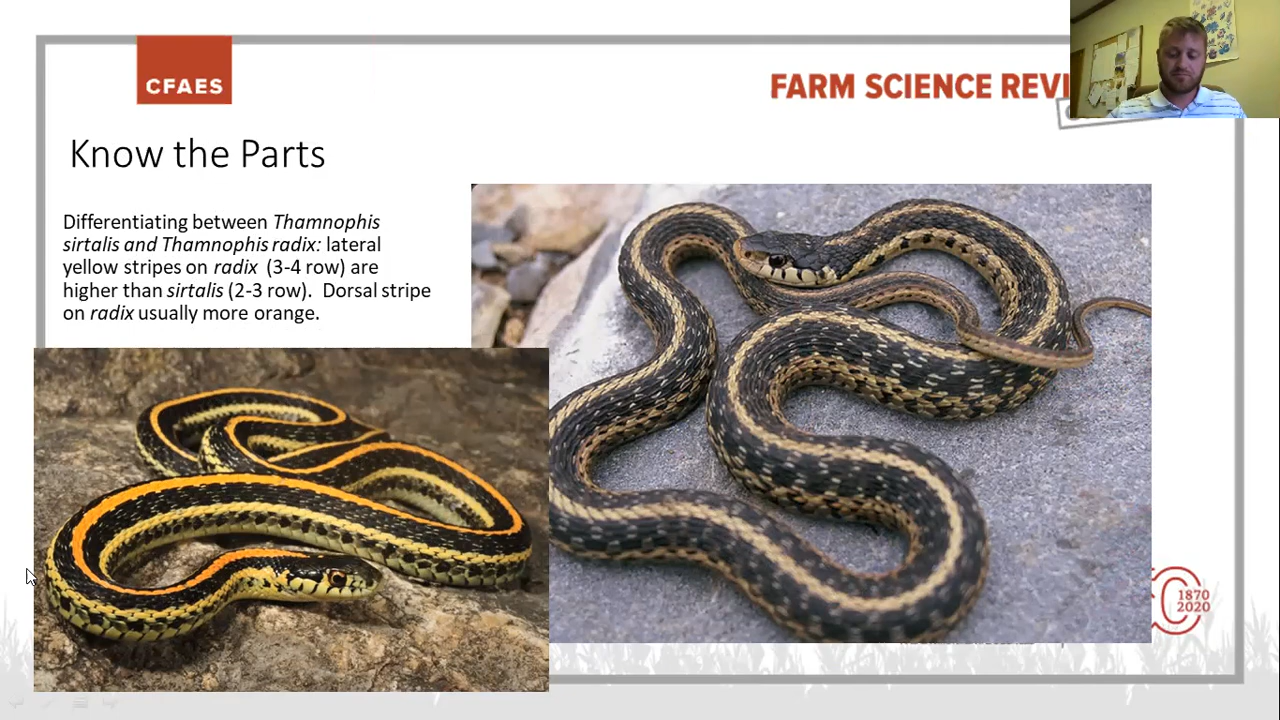 CFAES
FARM SCIENCE
Know the Parts
Differentiating between Thamnophis
sirtalis and Thamnophis radix: lateral
yellow stripes on radix (3-4 row) are
higher than sirtalis (2-3 row). Dorsal stripe
on radix usually more orange.
1870
2020